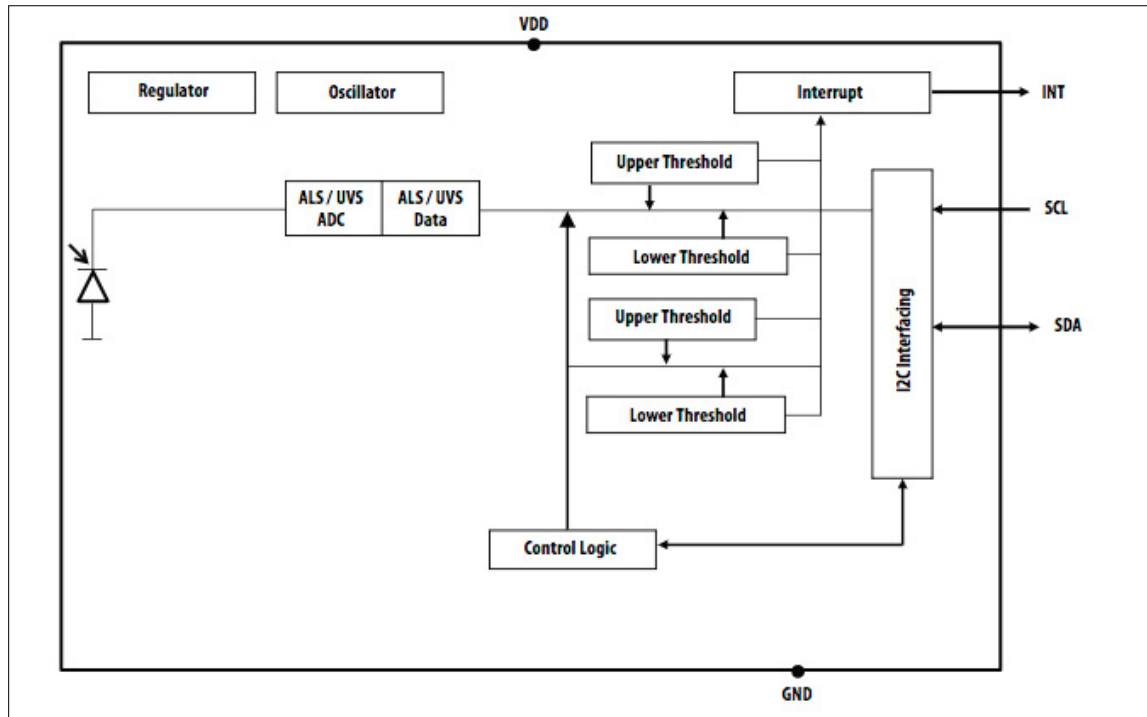 VDD
Regulator
Oscillator
Interrupt
INT
Upper Threshold
ALS / UVS
ADC
ALS / UVS
Data
SCL
Lower Threshold
Upper Threshold
SDA
I2C Interfacing
Lower Threshold
Control Logic
GND